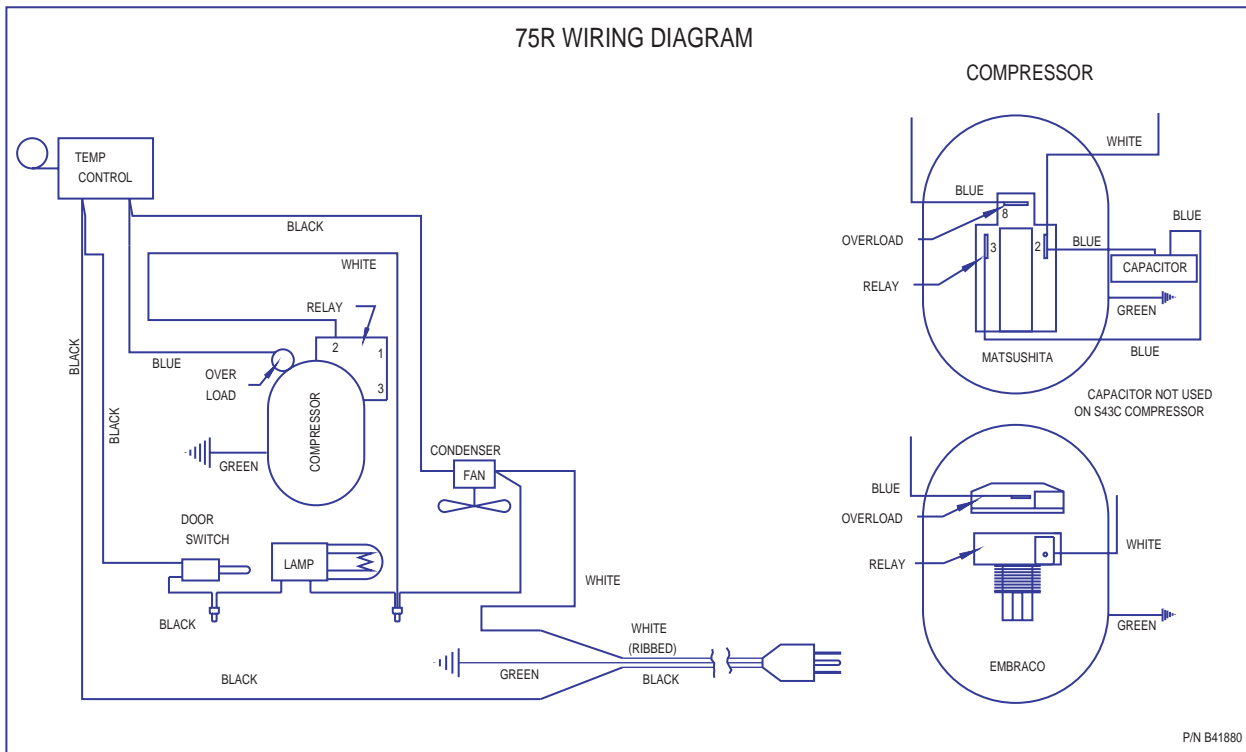 75R WIRING DIAGRAM
COMPRESSOR
TEMP
CONTROL
BLACK
WHITE
RELAY
2
1
3
BLUE
OVER
LOAD
COMPRESSOR
GREEN
BLACK
BLACK
CONDENSER
FAN
DOOR
SWITCH
LAMP
BLACK
WHITE
WHITE
(RIBBED)
GREEN
BLACK
BLACK
WHITE
BLUE
8
OVERLOAD
3
2
BLUE
BLUE
CAPACITOR
RELAY
GREEN
MATSUSHITA
BLUE
CAPACITOR NOT USED
ON S43C COMPRESSOR
BLUE
OVERLOAD
RELAY
WHITE
GREEN
EMBRACO
P/N B41880